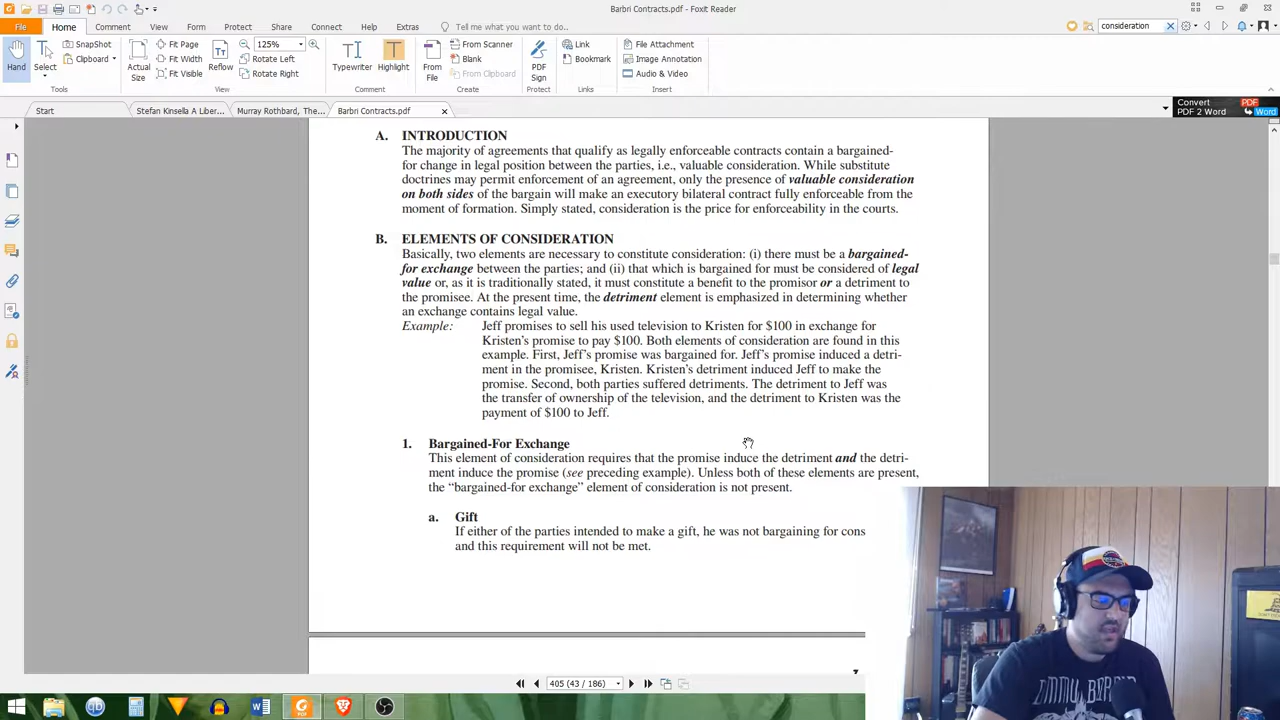 Barbri Contracts.pdf - Foxit Reader
File
Home
Comment
View
Form
Protect
Share
Connect
Help
Extras
Tell me what you want to do...
consideration
Hand
Select
SnapShot
Clipboard
Tools
Actual
Size
Fit Page
Fit Width
Fit Visible
Reflow
125%
Rotate Left
Rotate Right
View
Typewriter
Highlight
Comment
From
File
From Scanner
Blank
From Clipboard
Create
PDF
Sign
Protect
Link
Bookmark
Links
File Attachment
Image Annotation
Audio & Video
Insert
Start
Stefan Kinsella A Liber...
Murray Rothbard, The...
Barbri Contracts.pdf
Convert
PDF 2 Word
PDF
Word
A. INTRODUCTION
The majority of agreements that qualify as legally enforceable contracts contain a bargained-
for change in legal position between the parties, i.e., valuable consideration. While substitute
doctrines may permit enforcement of an agreement, only the presence of valuable consideration
on both sides of the bargain will make an executory bilateral contract fully enforceable from the
moment of formation. Simply stated, consideration is the price for enforceability in the courts.
B. ELEMENTS OF CONSIDERATION
Basically, two elements are necessary to constitute consideration: (i) there must be a bargained-
for exchange between the parties; and (ii) that which is bargained for must be considered of legal
value or, as it is traditionally stated, it must constitute a benefit to the promisor or a detriment to
the promisee. At the present time, the detriment element is emphasized in determining whether
an exchange contains legal value.
Example: Jeff promises to sell his used television to Kristen for $100 in exchange for
Kristen's promise to pay $100. Both elements of consideration are found in this
example. First, Jeff's promise was bargained for. Jeff's promise induced a detri-
ment in the promisee, Kristen. Kristen's detriment induced Jeff to make the
promise. Second, both parties suffered detriments. The detriment to Jeff was
the transfer of ownership of the television, and the detriment to Kristen was the
payment of $100 to Jeff.
1. Bargained-For Exchange
This element of consideration requires that the promise induce the detriment and the detri-
ment induce the promise (see preceding example). Unless both of these elements are present,
the "bargained-for exchange" element of consideration is not present.
a. Gift
If either of the parties intended to make a gift, he was not bargaining for cons
and this requirement will not be met.
405 (43 / 186)